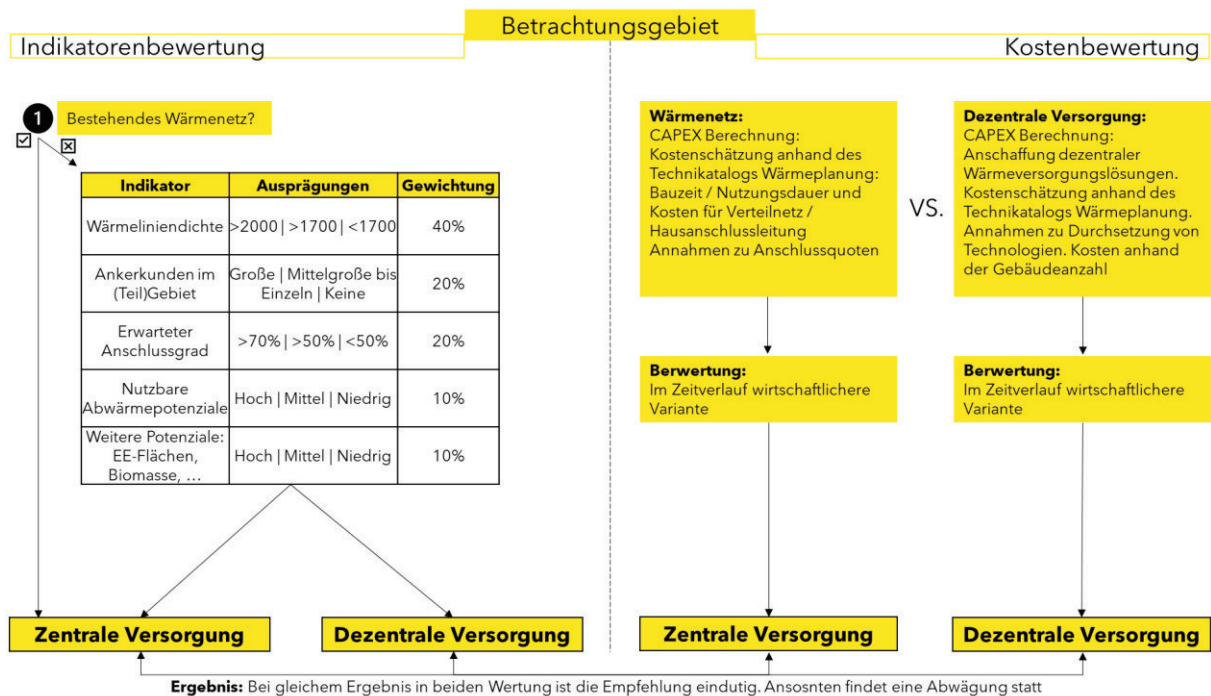 Betrachtungsgebiet
Indikatorenbewertung
Kostenbewertung
1
Bestehendes Wärmenetz?
Indikator
Ausprägungen
Gewichtung
Wärmeliniendichte
>2000 | >1700 | <1700
40%
Ankerkunden im
(Teil)Gebiet
Große | Mittelgroße bis
Einzeln | Keine
20%
Erwarteter
Anschlussgrad
>70% | >50% | <50%
20%
Nutzbare
Abwärmepotenziale
Hoch | Mittel | Niedrig
10%
Weitere Potenziale:
EE-Flächen,
Biomasse, ...
Hoch | Mittel | Niedrig
10%
Wärmenetz:
CAPEX Berechnung:
Kostenschätzung anhand des
Technikatalogs Wärmeplanung:
Bauzeit / Nutzungsdauer und
Kosten für Verteilnetz /
Hausanschlussleitung
Annahmen zu Anschlussquoten
VS.
Dezentrale Versorgung:
CAPEX Berechnung:
Anschaffung dezentraler
Wärmeversorgungslösungen.
Kostenschätzung anhand des
Technikatalogs Wärmeplanung.
Annahmen zu Durchsetzung von
Technologien. Kosten anhand
der Gebäudeanzahl
Berwertung:
Im Zeitverlauf wirtschaftlichere
Variante
Berwertung:
Im Zeitverlauf wirtschaftlichere
Variante
Zentrale Versorgung
Dezentrale Versorgung
Zentrale Versorgung
Dezentrale Versorgung
Ergebnis: Bei gleichem Ergebnis in beiden Wertung ist die Empfehlung eindutig. Ansosnten findet eine Abwägung statt